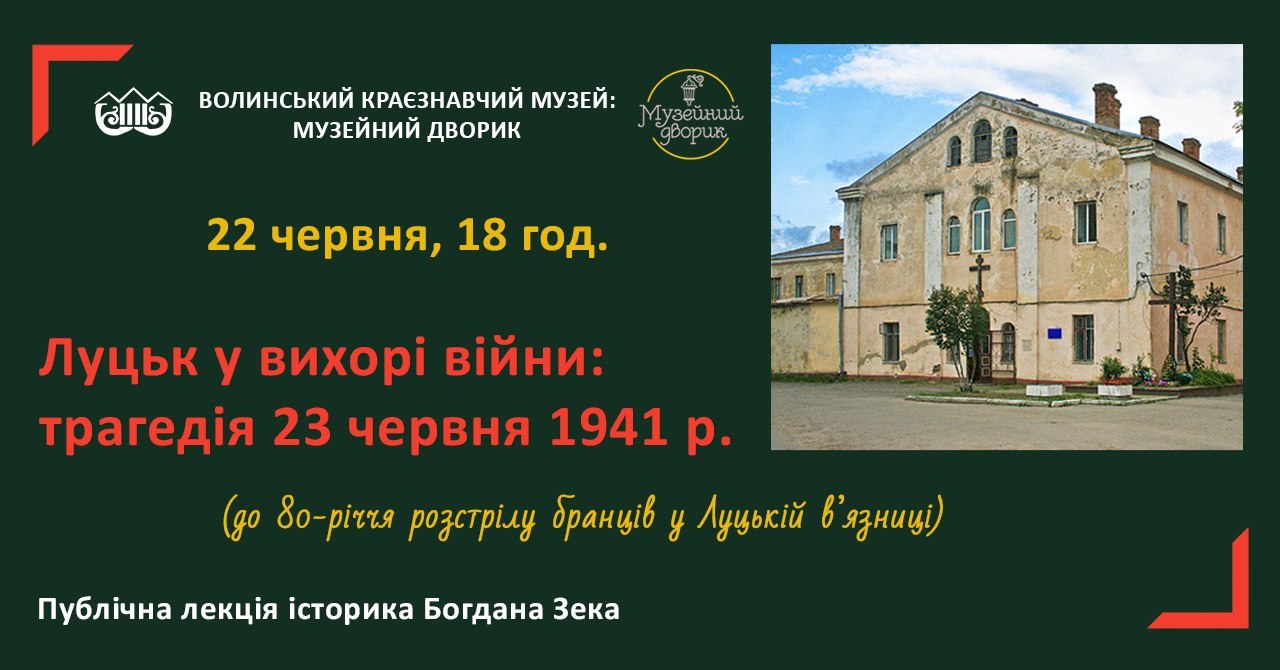 ВОЛИНСЬКИЙ КРАЄЗНАВЧИЙ МУЗЕЙ:
МУЗЕЙНИЙ ДВОРИК
Музейний
дворик
22 червня, 18 год.
Луцьк у вихорі війни:
трагедія 23 червня 1941 р.
(до 80-річчя розстрілу бранців у Луцькій в’язниці)
Публічна лекція історика Богдана Зека